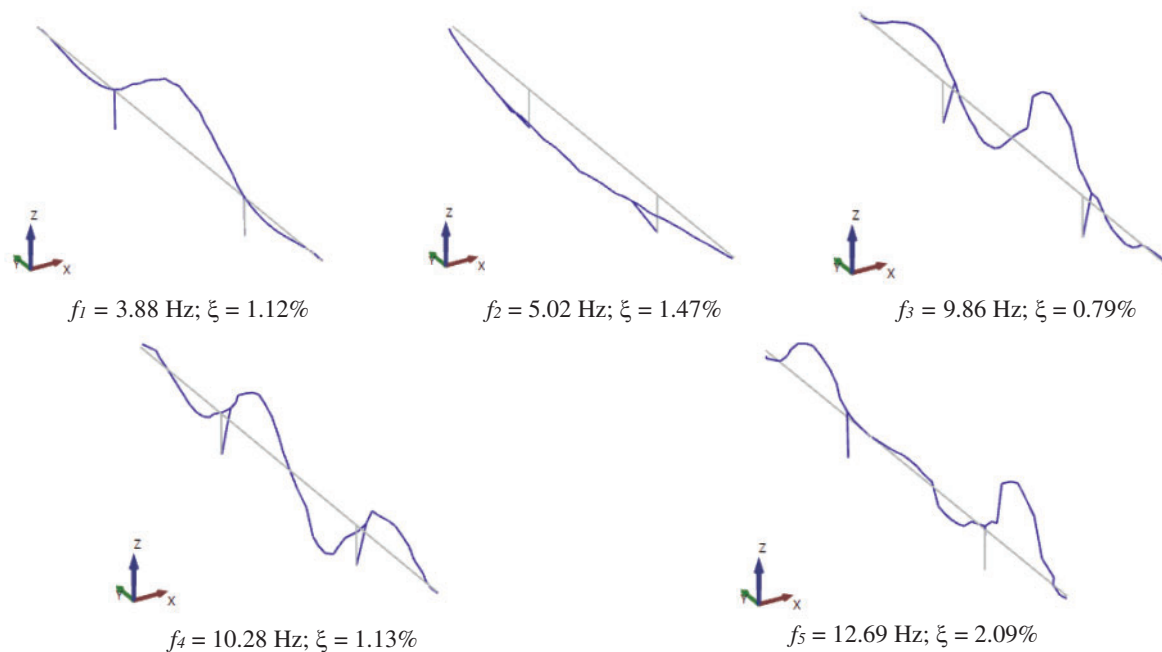 Z
Y
X
Z
Y
X
Z
Y
X
f1 = 3.88 Hz; ξ = 1.12%
f2 = 5.02 Hz; ξ = 1.47%
f3 = 9.86 Hz; ξ = 0.79%
Z
Y
X
Z
Y
X
f4 = 10.28 Hz; ξ = 1.13%
f5 = 12.69 Hz; ξ = 2.09%